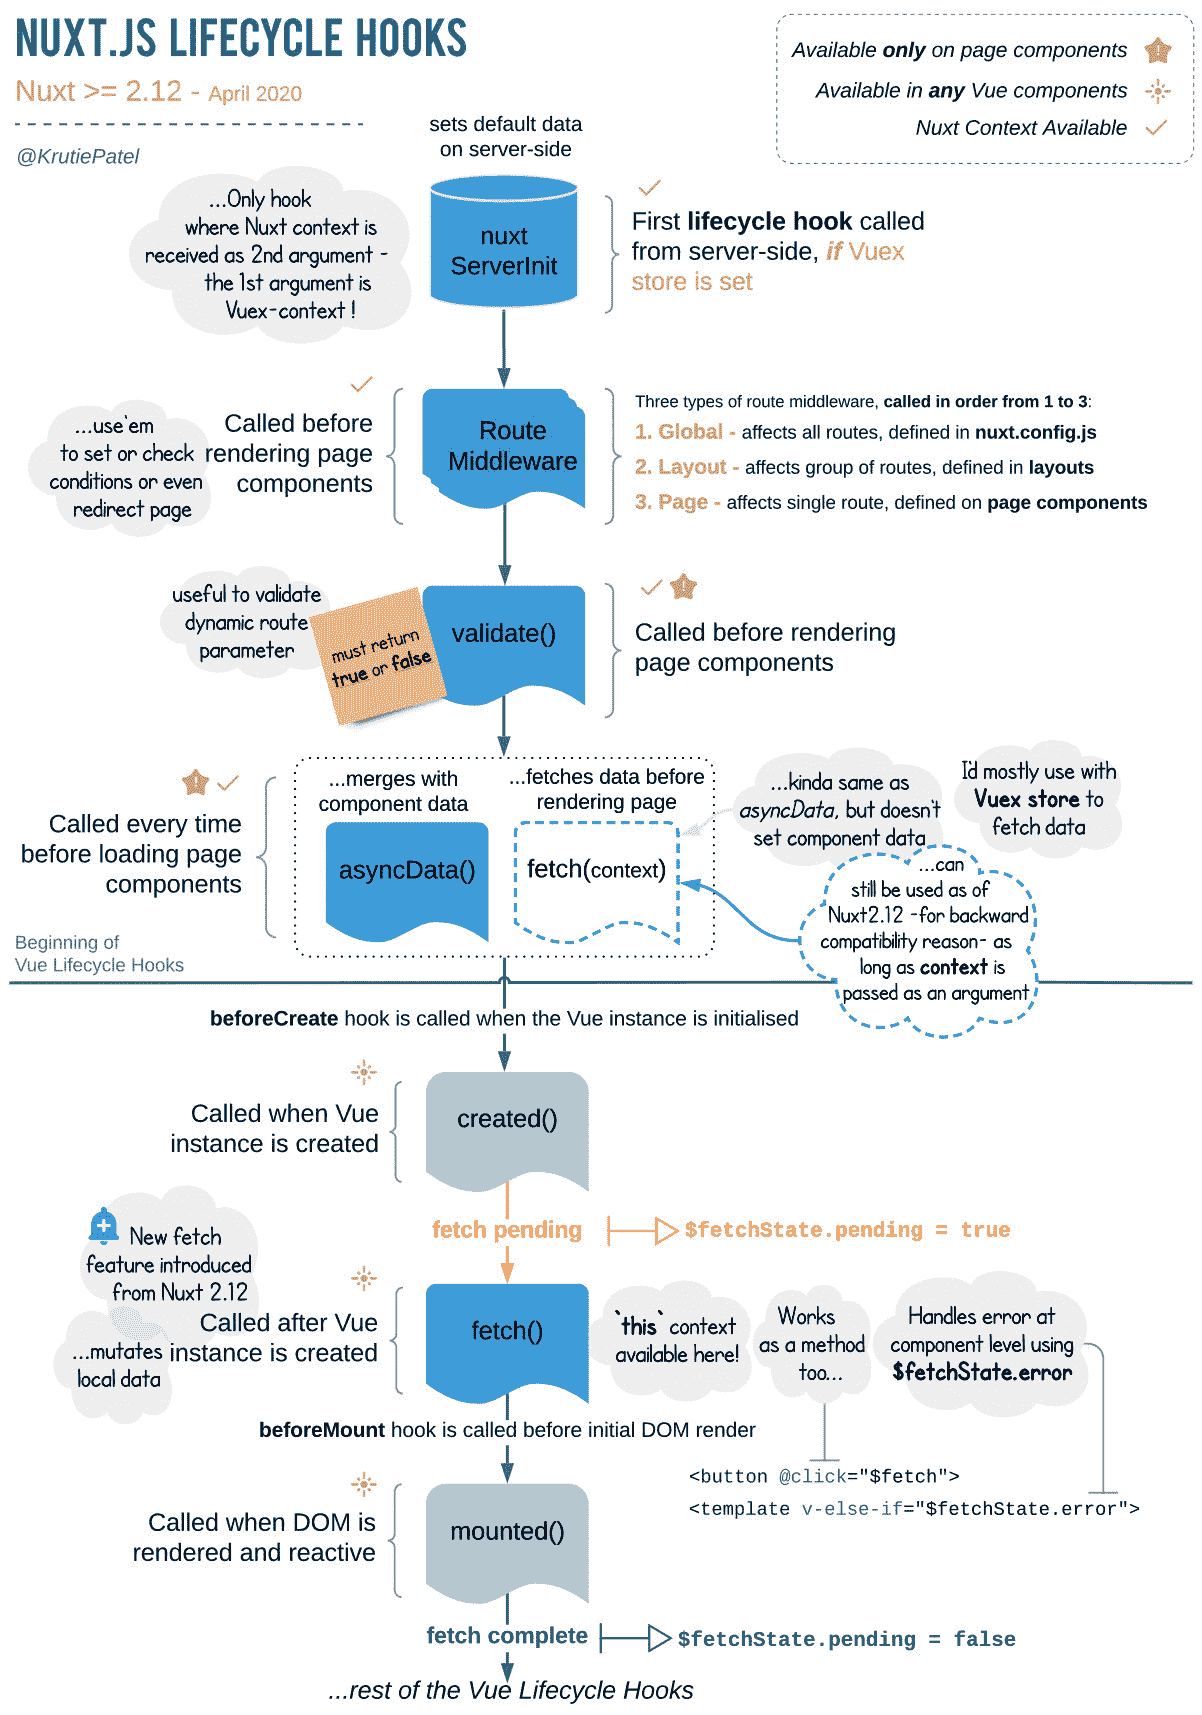 NUXT.JS LIFECYCLE HOOKS
Nuxt >= 2.12 - April 2020
@KrutiePatel
Available only on page components
Available in any Vue components
Nuxt Context Available
sets default data
on server-side
...Only hook
where Nuxt context is
received as 2nd argument -
the 1st argument is
Vuex-context !
nuxt
ServerInit
First lifecycle hook called
from server-side, if Vuex
store is set
...use`em
to set or check
conditions or even
redirect page
Called before
rendering page
components
Route
Middleware
Three types of route middleware, called in order from 1 to 3:
1. Global - affects all routes, defined in nuxt.config.js
2. Layout - affects group of routes, defined in layouts
3. Page - affects single route, defined on page components
useful to validate
dynamic route
parameter
must return
true or false
validate()
Called before rendering
page components
Called every time
before loading page
components
...merges with
component data
asyncData()
...fetches data before
rendering page
fetch(context)
...kinda same as
asyncData, but doesn't
set component data
I'd mostly use with
Vuex store to
fetch data
...can
still be used as of
Nuxt2.12 -for backward
compatibility reason- as
long as context is
passed as an argument
Beginning of
Vue Lifecycle Hooks
beforeCreate hook is called when the Vue instance is initialised
Called when Vue
instance is created
created()
fetch pending
$fetchState.pending = true
New fetch
feature introduced
from Nuxt 2.12
...mutates
local data
Called after Vue
instance is created
fetch()
`this` context
available here!
Works
as a method
too...
Handles error at
component level using
$fetchState.error
beforeMount hook is called before initial DOM render
<button @click="$fetch">
<template v-else-if="$fetchState.error">
Called when DOM is
rendered and reactive
mounted()
fetch complete
$fetchState.pending = false
...rest of the Vue Lifecycle Hooks